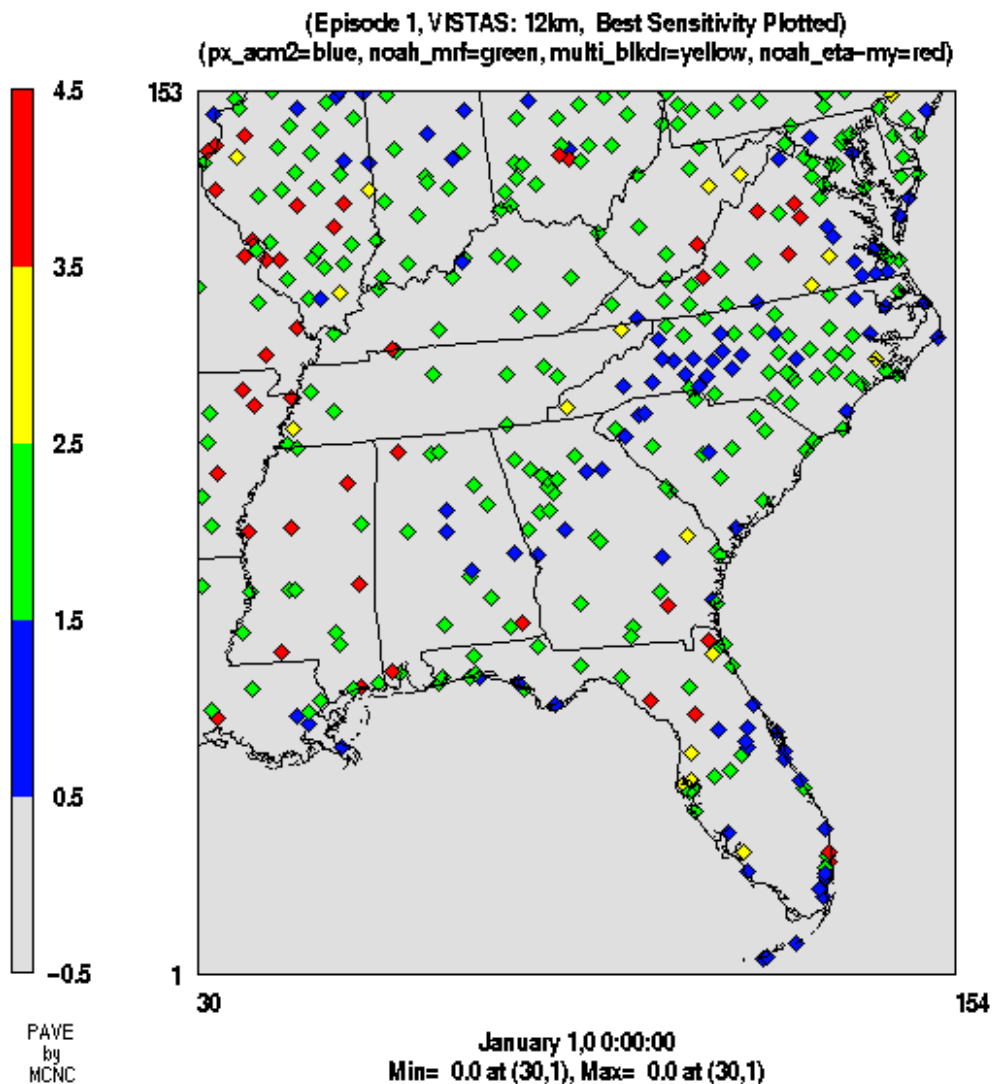 (Episode 1, VISTAS: 12km, Best Sensitivity Plotted)
(px_acm2=blue, noah_mrf=green, multi_blkdr=yellow, noah_eta-my=red)
4.5
3.5
2.5
1.5
0.5
-0.5
153
1
30
154
PAVE
by
MCNC
January 1,0 0:00:00
Min= 0.0 at (30,1), Max= 0.0 at (30,1)